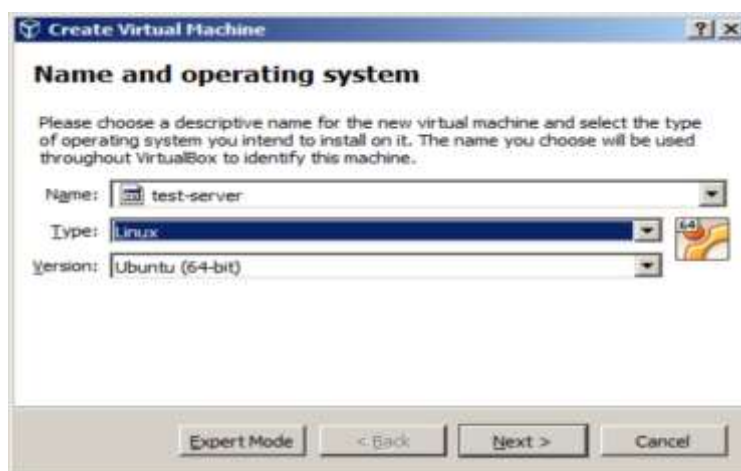 Create Virtual Machine
Name and operating system
Please choose a descriptive name for the new virtual machine and select the type
of operating system you intend to install on it. The name you choose will be used
throughout VirtualBox to identify this machine.
Name: test-server
Type: Linux
64
Version: Ubuntu (64-bit)
Expert Mode < Back Next > Cancel